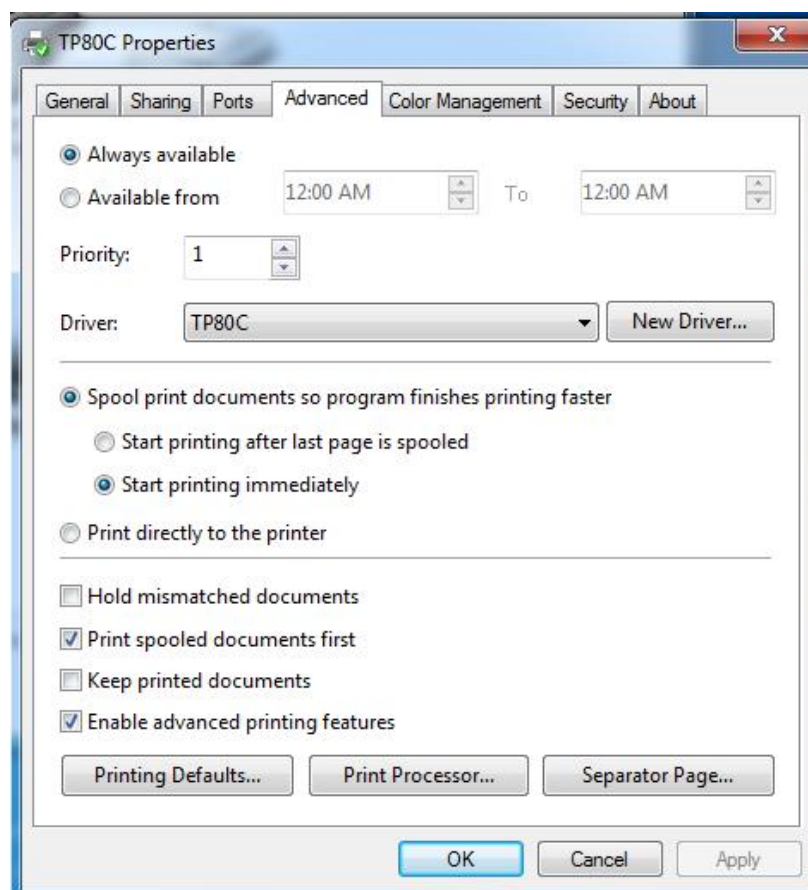 TP80C Properties
General Sharing Ports Advanced Color Management Security About
Always available
Available from 12:00 AM To 12:00 AM
Priority: 1
Driver: TP80C New Driver...
Spool print documents so program finishes printing faster
Start printing after last page is spooled
Start printing immediately
Print directly to the printer
Hold mismatched documents
Print spooled documents first
Keep printed documents
Enable advanced printing features
Printing Defaults... Print Processor... Separator Page...
OK Cancel Apply